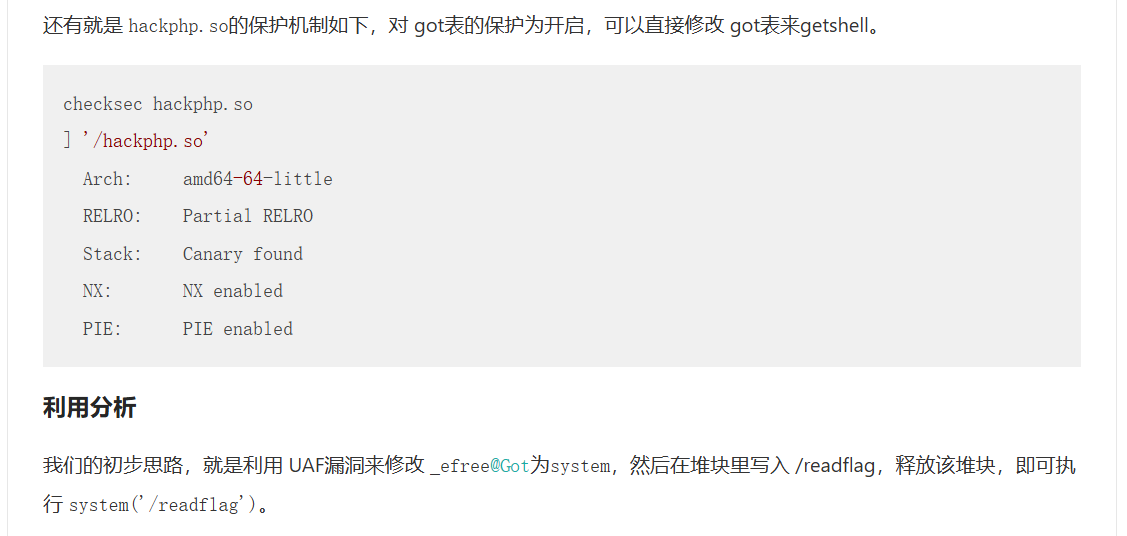 还有就是 hackphp.so的保护机制如下，对 got表的保护为开启，可以直接修改 got表来getshell。
checksec hackphp.so
] '/hackphp.so'
Arch: amd64-64-little
RELRO: Partial RELRO
Stack: Canary found
NX: NX enabled
PIE: PIE enabled
利用分析
我们的初步思路，就是利用 UAF漏洞来修改 _efree@Got为system，然后在堆块里写入 /readflag，释放该堆块，即可执
行 system('/readflag')。